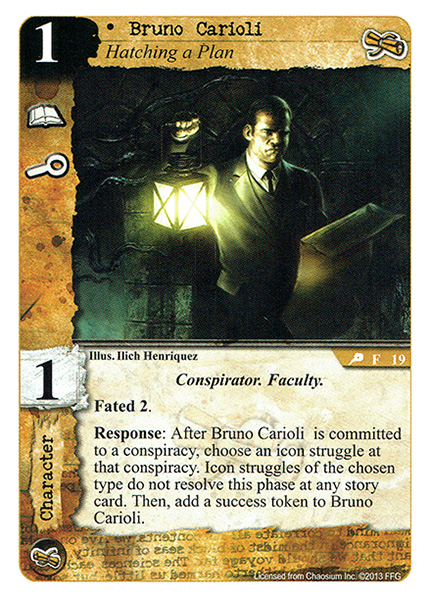 1
• Bruno Carioli
Hatching a Plan
Illus. Ilich Henriquez
F 19
1
Conspirator. Faculty.
Fated 2.
Response: After Bruno Carioli is committed
to a conspiracy, choose an icon struggle at
that conspiracy. Icon struggles of the chosen
type do not resolve this phase at any story
card. Then, add a success token to Bruno
Carioli.
Character
Licensed from Chaosium Inc. ©2013 FFG